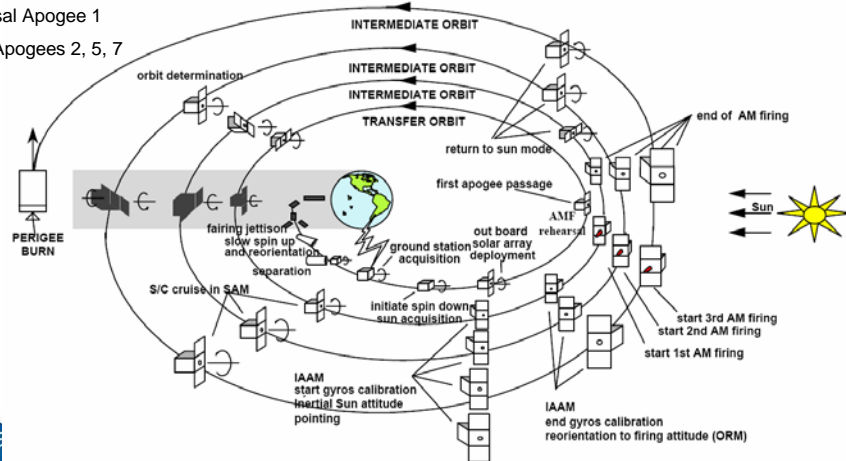 sal Apogee 1
Apogees 2, 5, 7
INTERMEDIATE ORBIT
orbit determination
INTERMEDIATE ORBIT
INTERMEDIATE ORBIT
TRANSFER ORBIT
end of AM firing
return to sun mode
first apogee passage
AMF
rehearsal
Sun
PERIGEE
BURN
fairing jettison
slow spin up
and reorientation
separation
ground station
acquisition
out board
solar array
deployment
S/C cruise in SAM
initiate spin down
sun acquisition
start 3rd AM firing
start 2nd AM firing
start 1st AM firing
IAAM
start gyros calibration
Inertial Sun attitude
pointing
IAAM
end gyros calibration
reorientation to firing attitude (ORM)